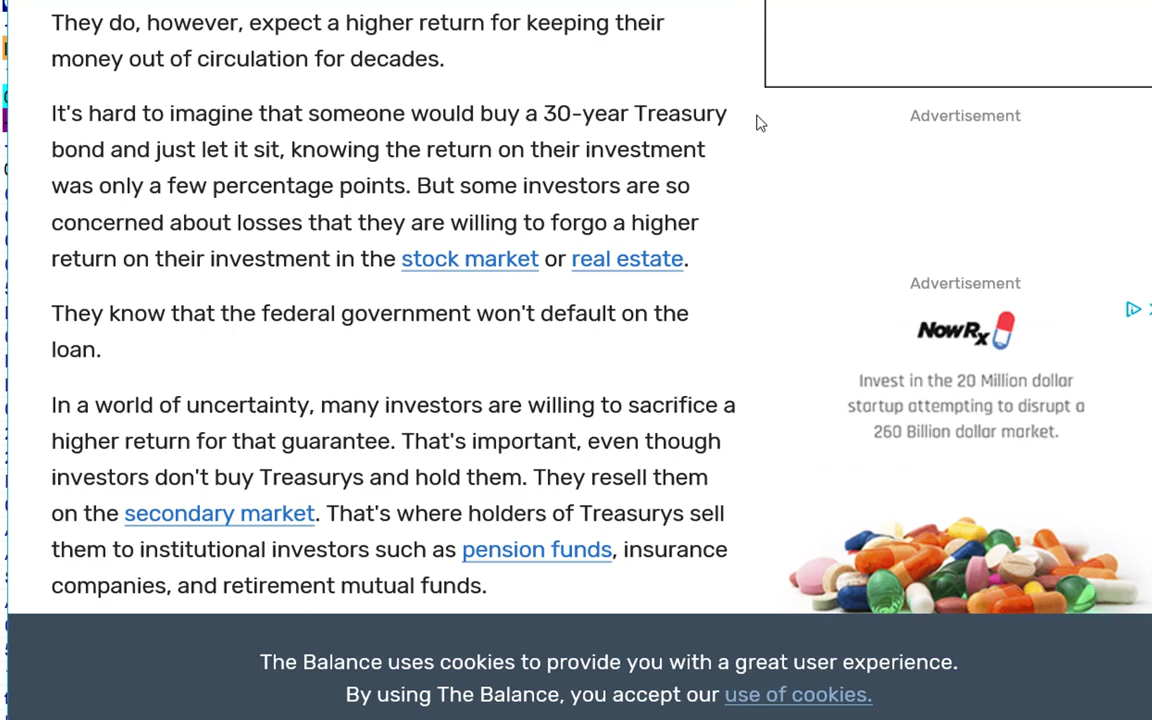 They do, however, expect a higher return for keeping their
money out of circulation for decades.
It's hard to imagine that someone would buy a 30-year Treasury
bond and just let it sit, knowing the return on their investment
was only a few percentage points. But some investors are so
concerned about losses that they are willing to forgo a higher
return on their investment in the stock market or real estate.
They know that the federal government won't default on the
loan.
In a world of uncertainty, many investors are willing to sacrifice a
higher return for that guarantee. That's important, even though
investors don't buy Treasurys and hold them. They resell them
on the secondary market. That's where holders of Treasurys sell
them to institutional investors such as pension funds, insurance
companies, and retirement mutual funds.
Advertisement
Advertisement
NowRx
Invest in the 20 Million dollar
startup attempting to disrupt a
260 Billion dollar market.
The Balance uses cookies to provide you with a great user experience.
By using The Balance, you accept our use of cookies.